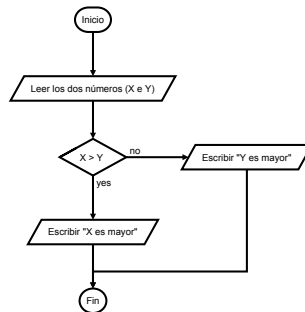 Inicio
Leer los dos números (X e Y)
X > Y
no
Escribir "Y es mayor"
yes
Escribir "X es mayor"
Fin